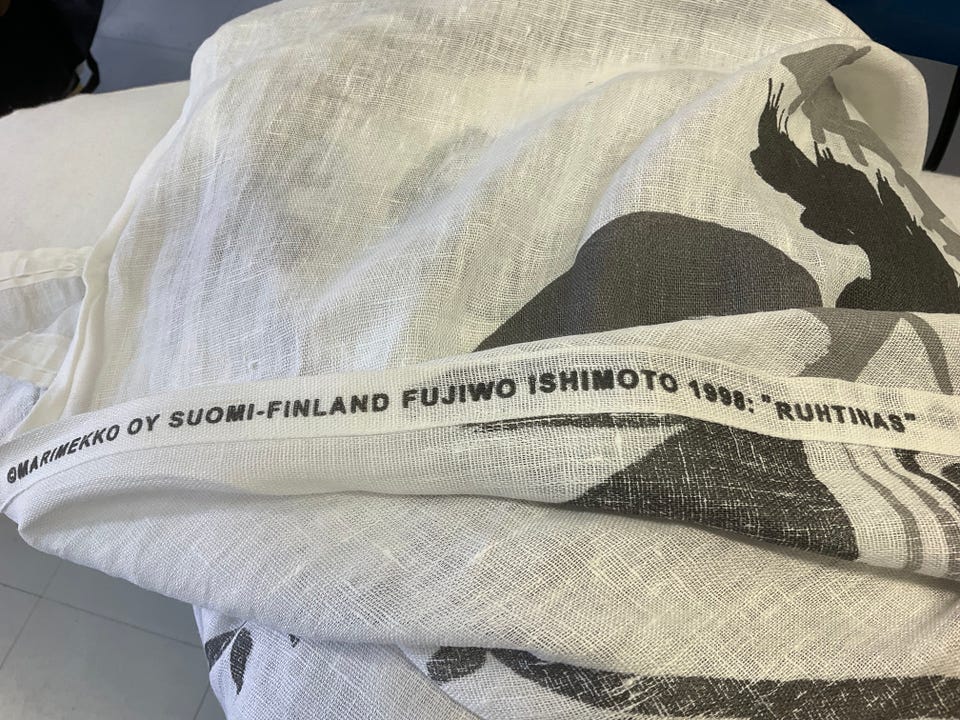 ©MARIMEKKO OY SUOMI-FINLAND FUJIWO ISHIMOTO 1998: "RUHTINAS"